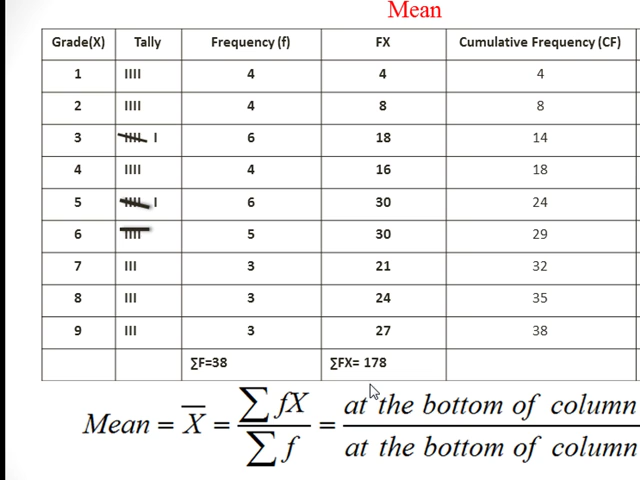 Mean
Grade(X) Tally Frequency (f) FX Cumulative Frequency (CF)
1 IIII 4 4 4
2 IIII 4 8 8
3 IIII I 6 18 14
4 IIII 4 16 18
5 IIII I 6 30 24
6 IIII 5 30 29
7 III 3 21 32
8 III 3 24 35
9 III 3 27 38
∑F=38 ∑FX= 178
Mean = X̅ = ∑ fX / ∑ f = at the bottom of column / at the bottom of column